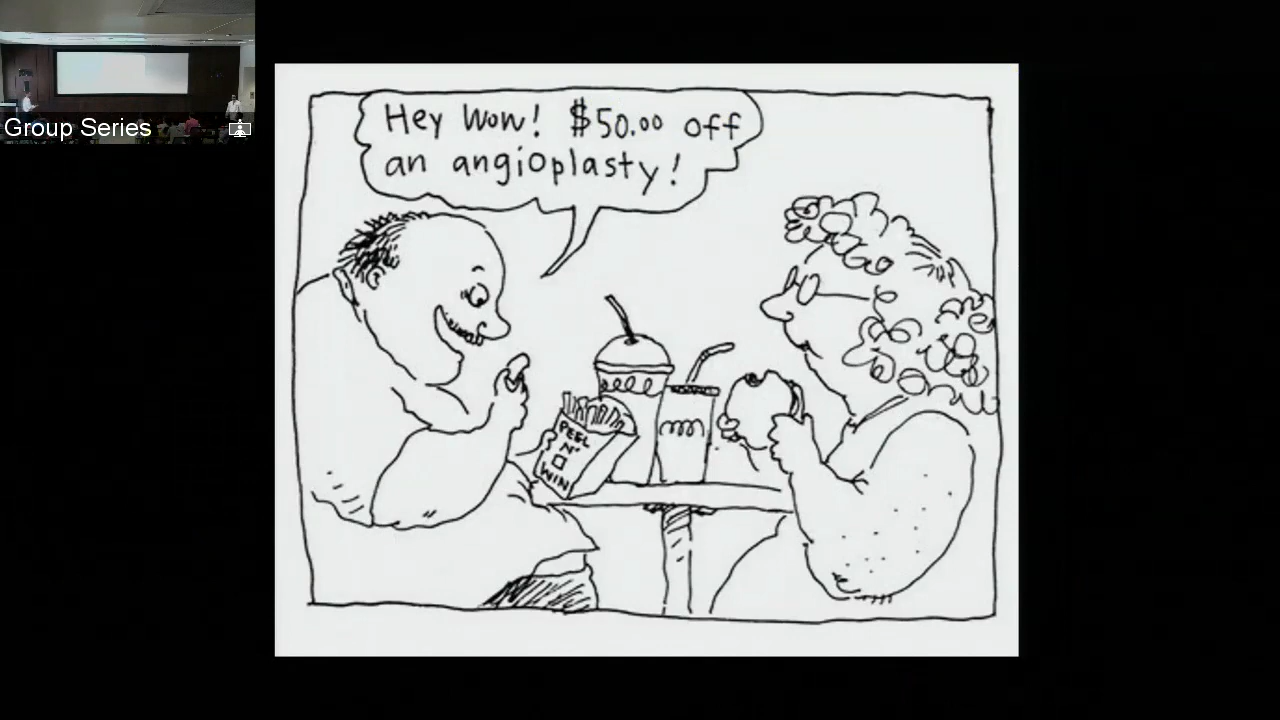 Group Series
Hey Wow! $50.00 off
an angioplasty!
PEEL
N'
WIN!